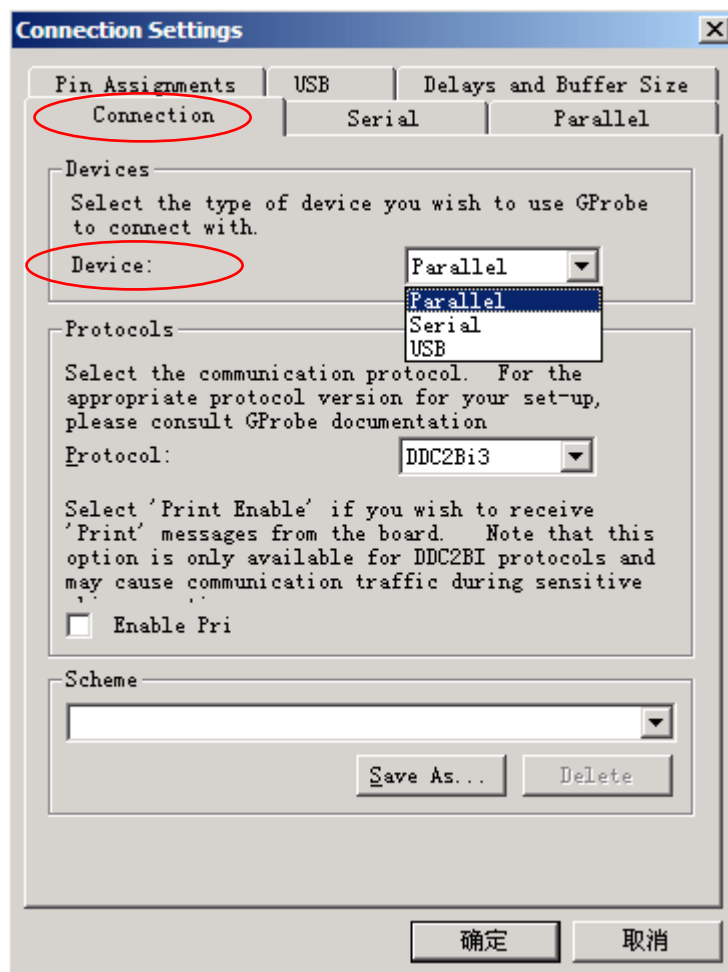 Connection Settings
Pin Assignments USB Delays and Buffer Size
Connection Serial Parallel
Devices
Select the type of device you wish to use GProbe
to connect with.
Device: Parallel
Parallel
Serial
USB
Protocols
Select the communication protocol. For the
appropriate protocol version for your set-up,
please consult GProbe documentation
Protocol: DDC2Bi3
Select 'Print Enable' if you wish to receive
'Print' messages from the board. Note that this
option is only available for DDC2BI protocols and
may cause communication traffic during sensitive
Enable Pri
Scheme
Save As... Delete
确定 取消